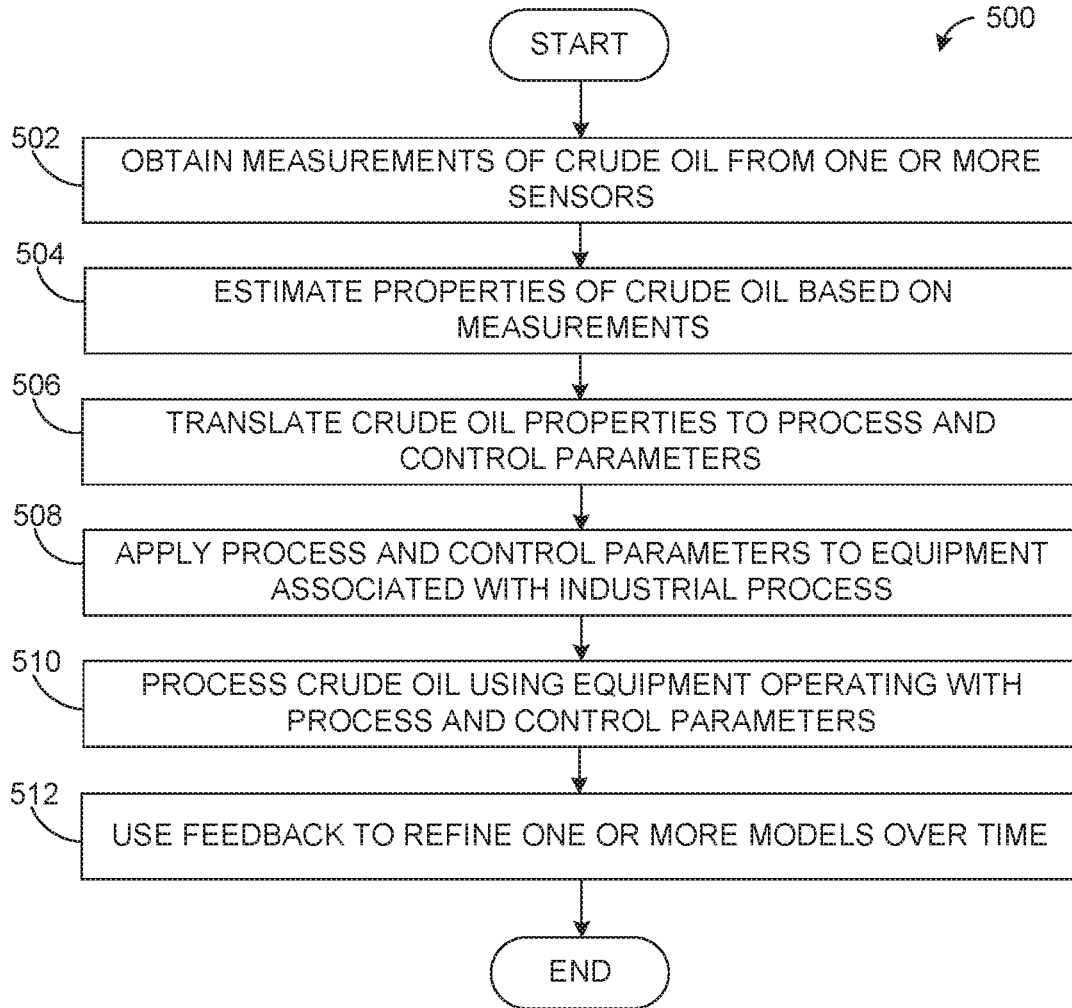 500
START
502
OBTAIN MEASUREMENTS OF CRUDE OIL FROM ONE OR MORE
SENSORS
504
ESTIMATE PROPERTIES OF CRUDE OIL BASED ON
MEASUREMENTS
506
TRANSLATE CRUDE OIL PROPERTIES TO PROCESS AND
CONTROL PARAMETERS
508
APPLY PROCESS AND CONTROL PARAMETERS TO EQUIPMENT
ASSOCIATED WITH INDUSTRIAL PROCESS
510
PROCESS CRUDE OIL USING EQUIPMENT OPERATING WITH
PROCESS AND CONTROL PARAMETERS
512
USE FEEDBACK TO REFINE ONE OR MORE MODELS OVER TIME
END